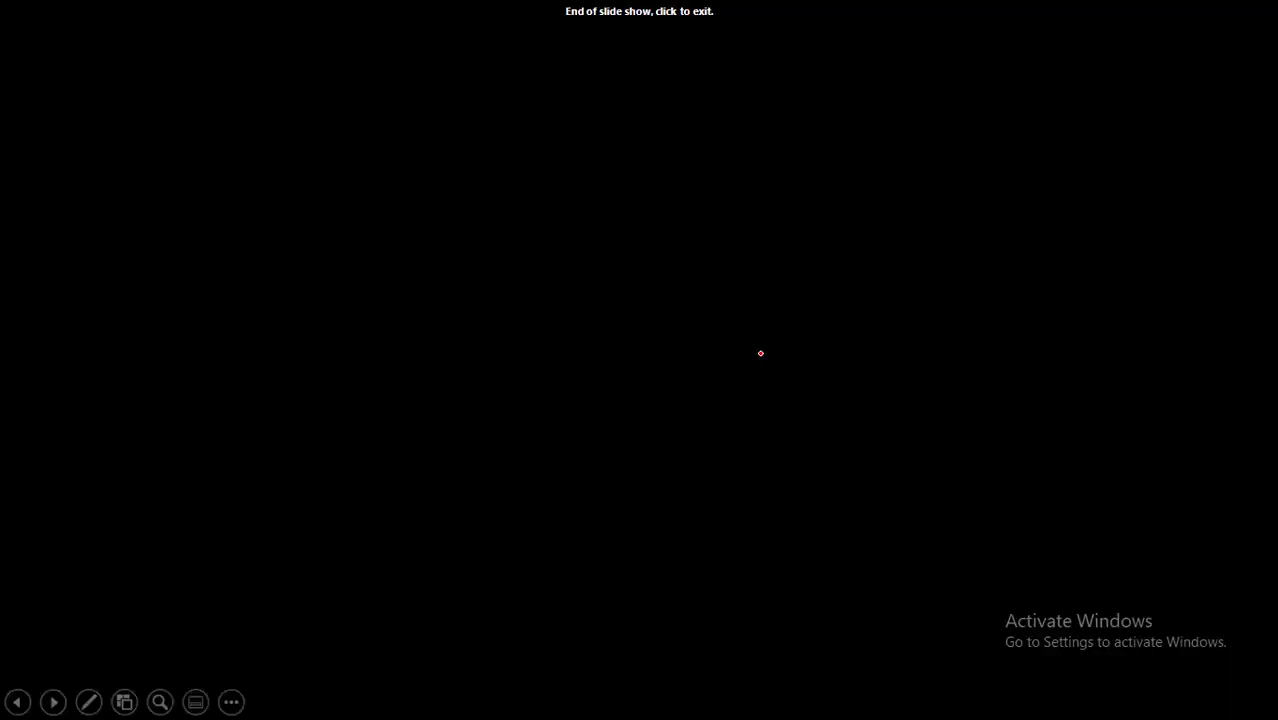 End of slide show, click to exit.
Activate Windows
Go to Settings to activate Windows.